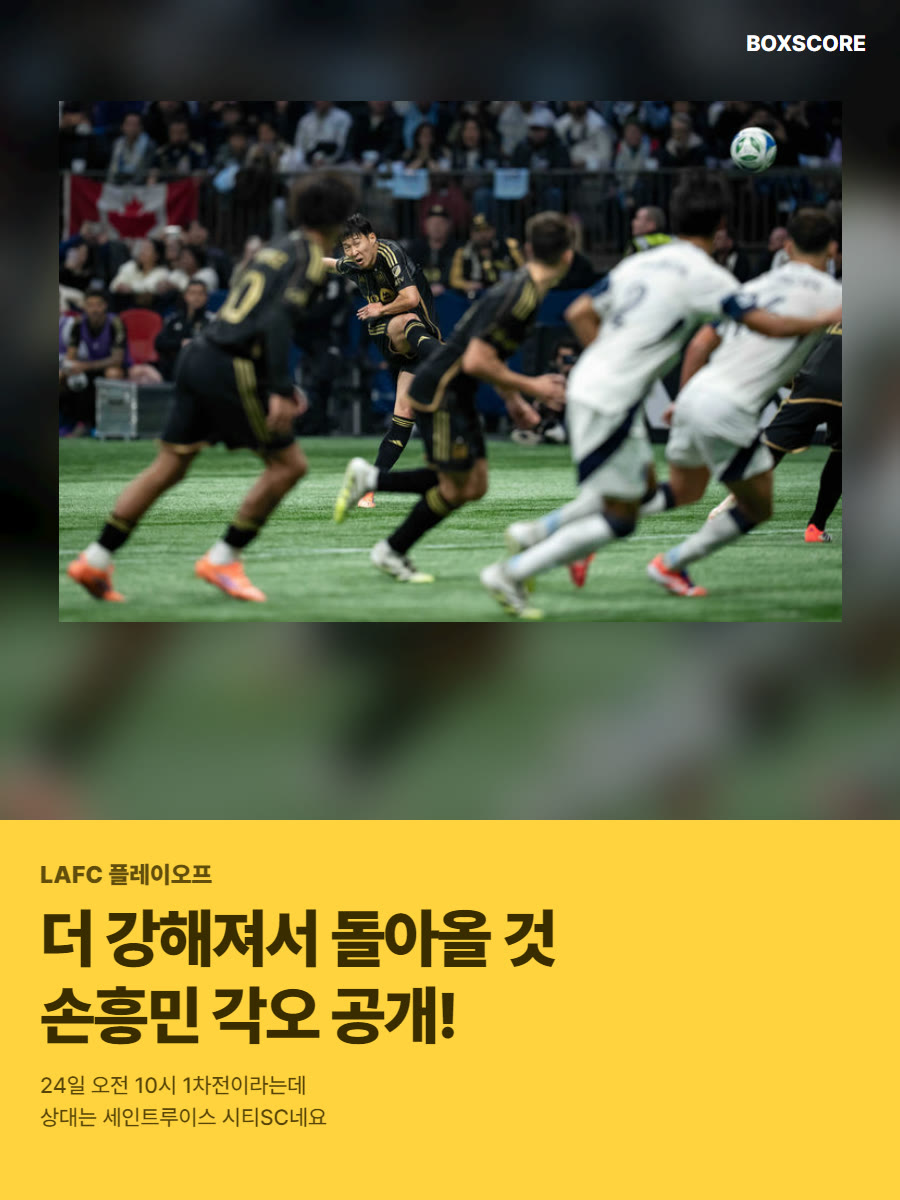 BOXSCORE
LAFC 플레이오프
더 강해져서 돌아올 것
손흥민 각오 공개!
24일 오전 10시 1차전이라는데
상대는 세인트루이스 시티SC네요